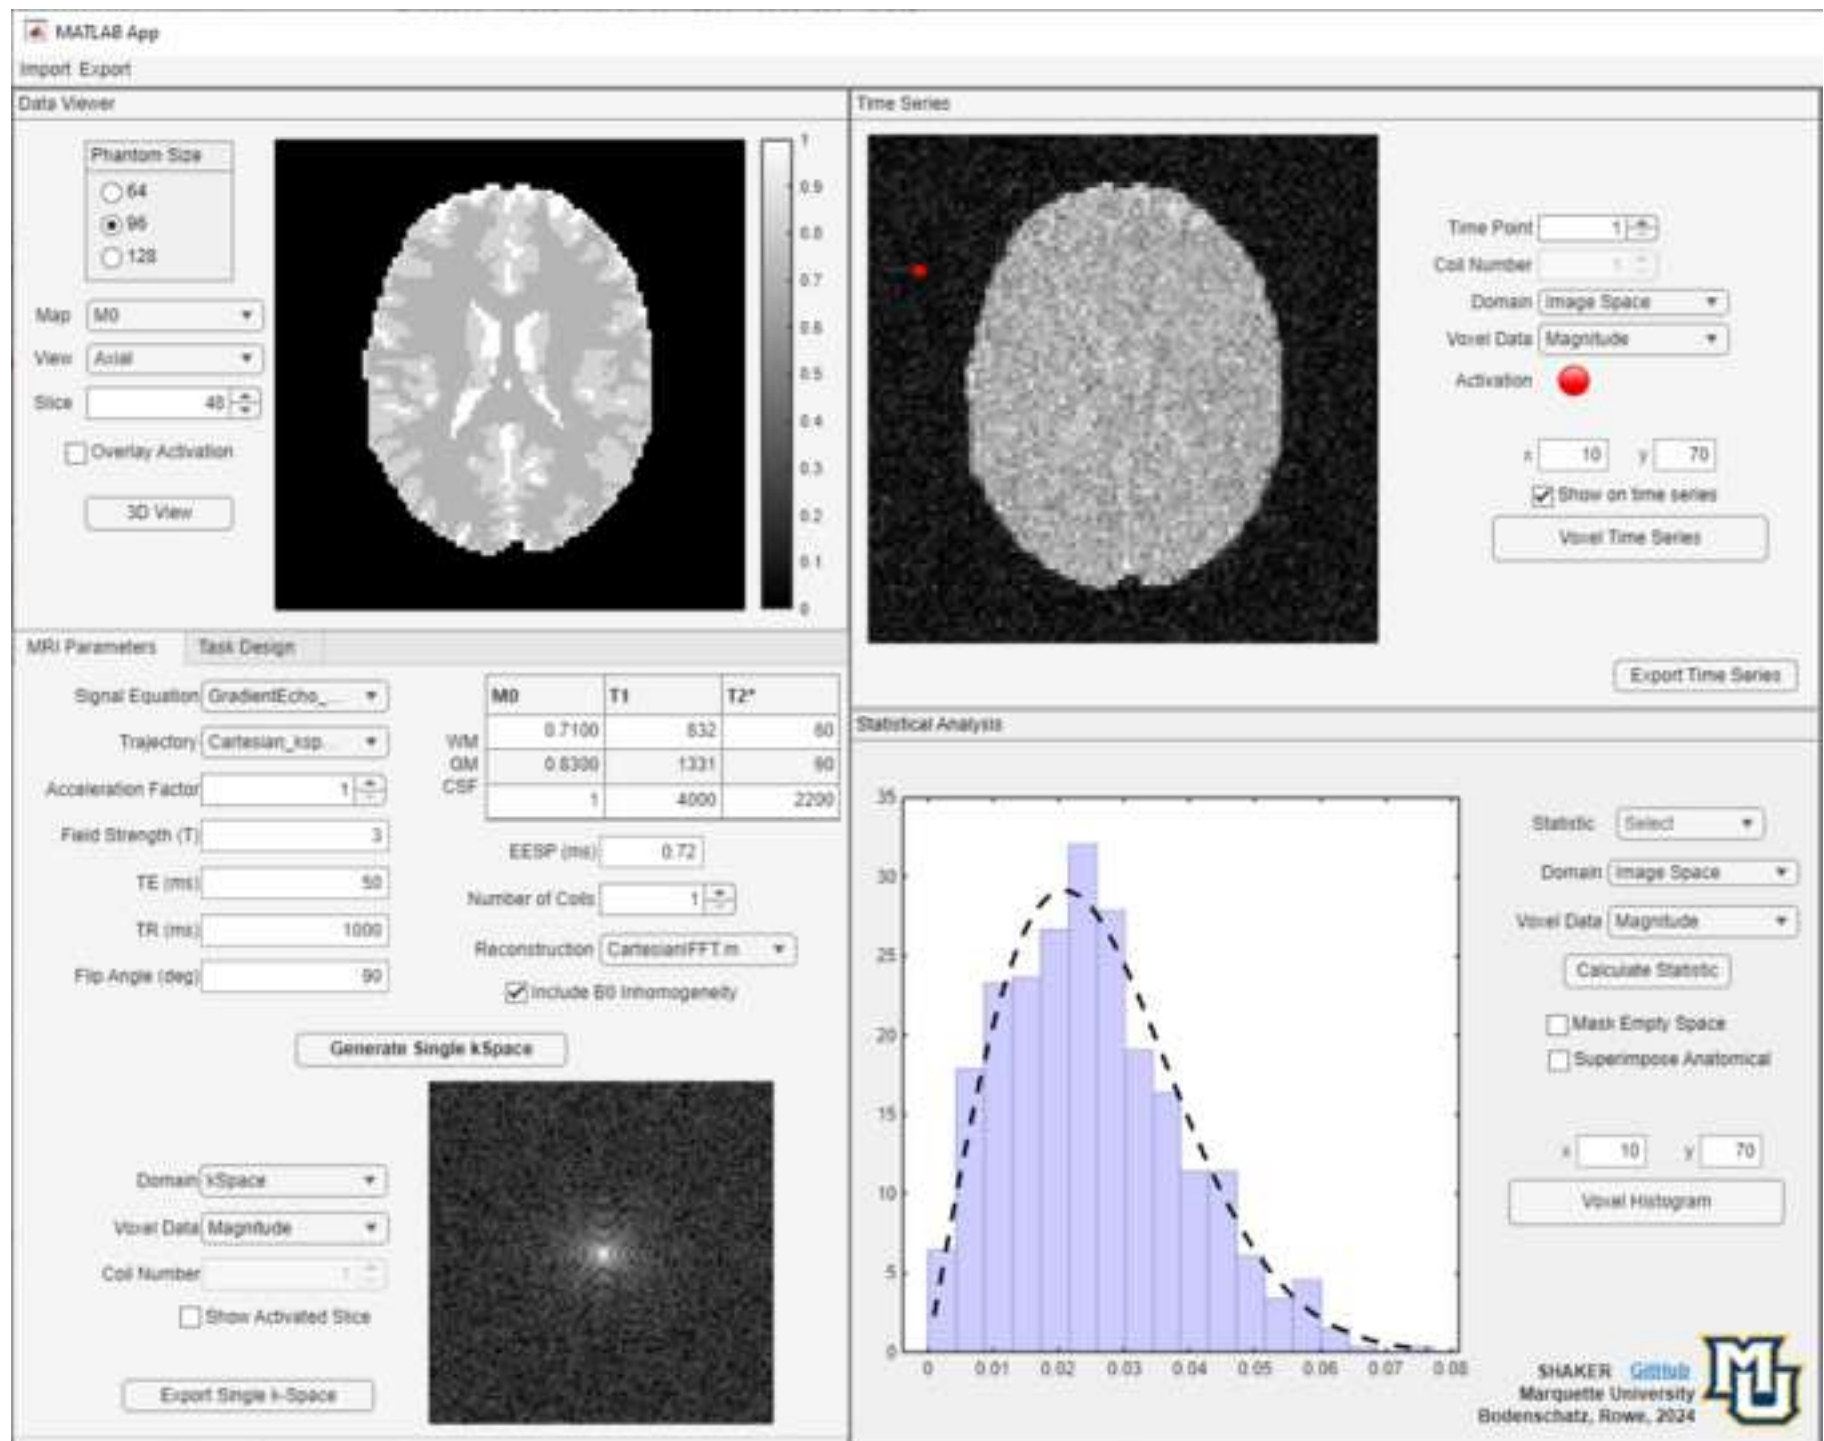 MATLAB App
Import Export
Data Viewer
Phantom Size
64
96
128
Map M0
View Axial
Slice 48
Overlay Activation
3D View
1
0.9
0.8
0.7
0.6
0.5
0.4
0.3
0.2
0.1
0
Time Series
Time Point 1
Coil Number 1
Domain Image Space
Voxel Data Magnitude
Activation
x 10 y 70
Show on time series
Voxel Time Series
Export Time Series
MRI Parameters Task Design
Signal Equation GradientEcho_...
Trajectory Cartesian_ksp...
Acceleration Factor 1
Field Strength (T) 3
TE (ms) 50
TR (ms) 1000
Flip Angle (deg) 90
M0 T1 T2*
WM 0.7100 832 60
GM 0.8300 1331 60
CSF 1 4000 2200
EESP (ms) 0.72
Number of Coils 1
Reconstruction CartesianIFFT.m
Include B0 Inhomogeneity
Generate Single kSpace
Domain kSpace
Voxel Data Magnitude
Coil Number 1
Show Activated Slice
Export Single k-Space
Statistical Analysis
35
30
25
20
15
10
5
0
0 0.01 0.02 0.03 0.04 0.05 0.06 0.07 0.08
Statistic Select
Domain Image Space
Voxel Data Magnitude
Calculate Statistic
Mask Empty Space
Superimpose Anatomical
x 10 y 70
Voxel Histogram
SHAKER GitHub
Marquette University
Bodenschatz, Rowe, 2024
MU